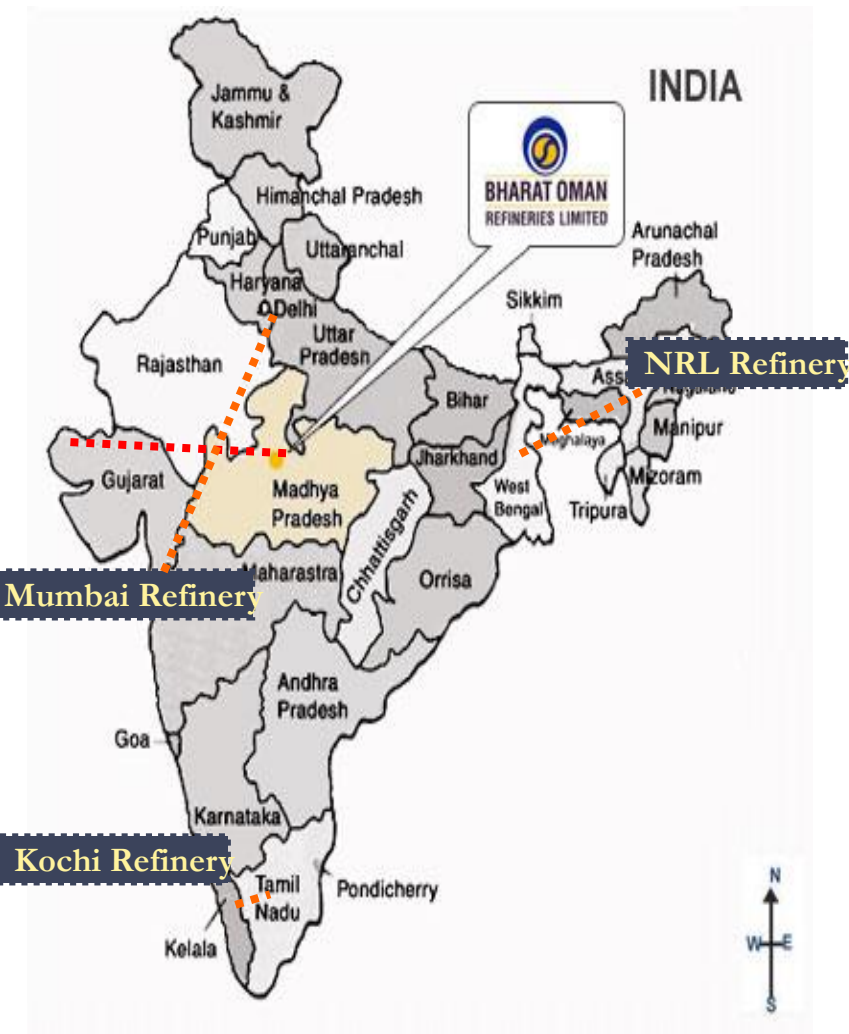 INDIA
Jammu &
Kashmir
BHARAT OMAN
REFINERIES LIMITED
Himanchal Pradesh
Punjab
Uttaranchal
Arunachal
Pradesh
Haryana
Delhi
Sikkim
Uttar
Pradesh
Rajasthan
NRL Refinery
Bihar
Manipur
Meghalaya
Jharkhand
Gujarat
Madhya
Pradesh
West
Bengal
Tripura
Mizoram
Chhattisgarh
Maharastra
Orrisa
Mumbai Refinery
Andhra
Pradesh
Goa
Karnataka
Kochi Refinery
Tamil
Nadu
Pondicherry
Kelala
N
W
E
S